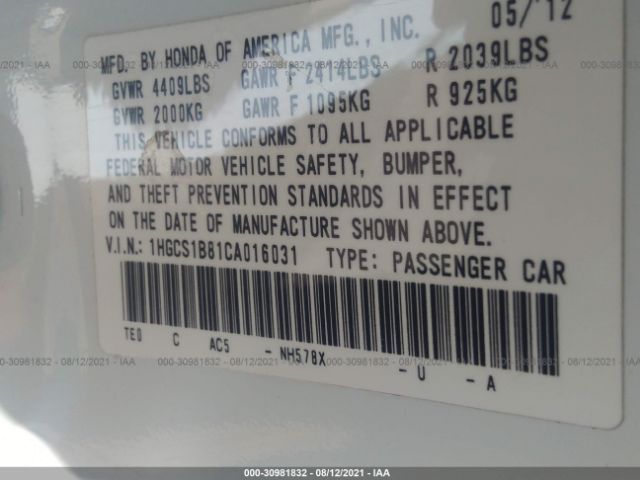 05/'12
MFD. BY HONDA OF AMERICA MFG., INC.
GVWR 4409LBS GAWR F 2414LBS R 2039LBS
GVWR 2000KG GAWR F 1095KG R 925KG
THIS VEHICLE CONFORMS TO ALL APPLICABLE
FEDERAL MOTOR VEHICLE SAFETY, BUMPER,
AND THEFT PREVENTION STANDARDS IN EFFECT
ON THE DATE OF MANUFACTURE SHOWN ABOVE.
V.I.N.: 1HGCS1B81CA016031 TYPE: PASSENGER CAR
TE0 C AC5 - NH578X - U - A
000-30981832 - 08/12/2021 - IAA